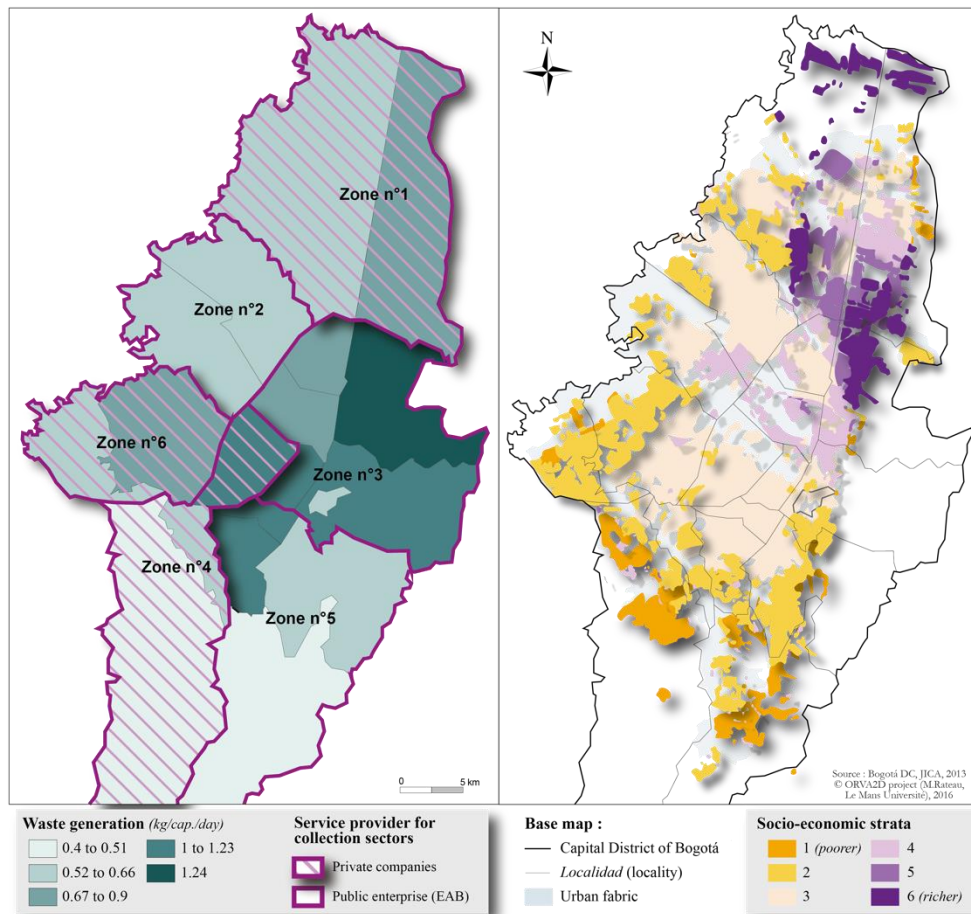 Zone n°1
Zone n°2
Zone n°6
Zone n°3
Zone n°4
Zone n°5
0 5 km
N
Source : Bogotá DC, JICA, 2013
© ORVA2D project (M.Rateau,
Le Mans Université), 2016
Waste generation (kg/cap./day)
0.4 to 0.51
0.52 to 0.66
0.67 to 0.9
1 to 1.23
1.24
Service provider for
collection sectors
Private companies
Public enterprise (EAB)
Base map :
Capital District of Bogotá
Localidad (locality)
Urban fabric
Socio-economic strata
1 (poorer)
2
3
4
5
6 (richer)